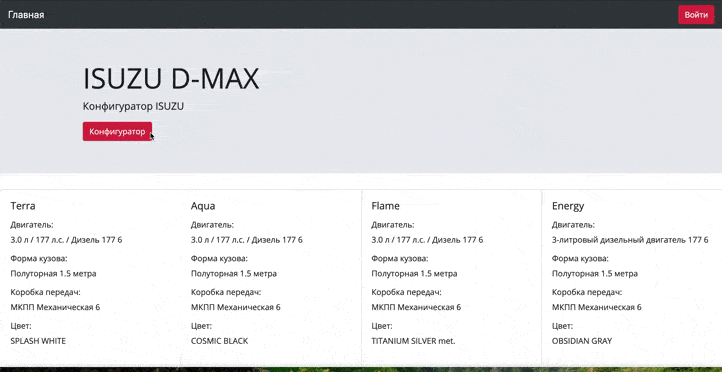 Главная
Войти
ISUZU D-MAX
Конфигуратор ISUZU
Конфигуратор
Terra
Двигатель:
3.0 л / 177 л.с. / Дизель 177 6
Форма кузова:
Полуторная 1.5 метра
Коробка передач:
МКПП Механическая 6
Цвет:
SPLASH WHITE
Aqua
Двигатель:
3.0 л / 177 л.с. / Дизель 177 6
Форма кузова:
Полуторная 1.5 метра
Коробка передач:
МКПП Механическая 6
Цвет:
COSMIC BLACK
Flame
Двигатель:
3.0 л / 177 л.с. / Дизель 177 6
Форма кузова:
Полуторная 1.5 метра
Коробка передач:
МКПП Механическая 6
Цвет:
TITANIUM SILVER met.
Energy
Двигатель:
3-литровый дизельный двигатель 177 6
Форма кузова:
Полуторная 1.5 метра
Коробка передач:
МКПП Механическая 6
Цвет:
OBSIDIAN GRAY